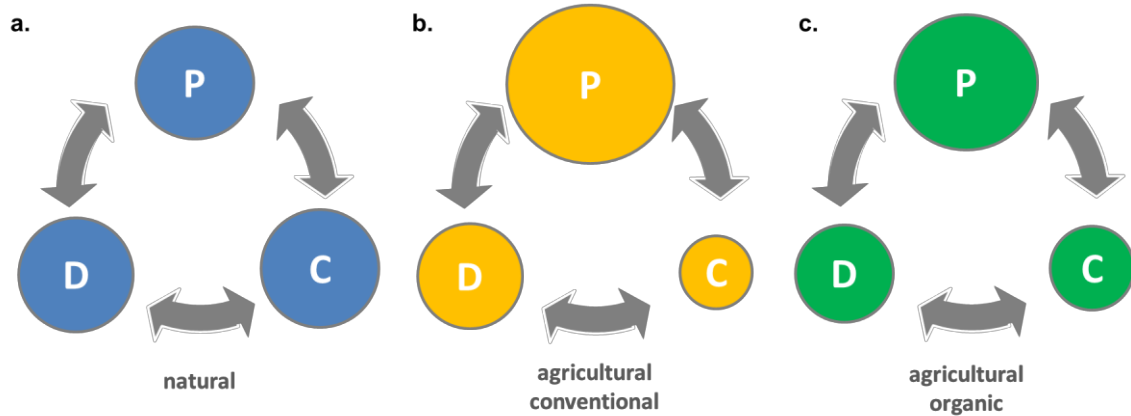 a.
P
D
C
natural
b.
P
D
C
agricultural
conventional
c.
P
D
C
agricultural
organic